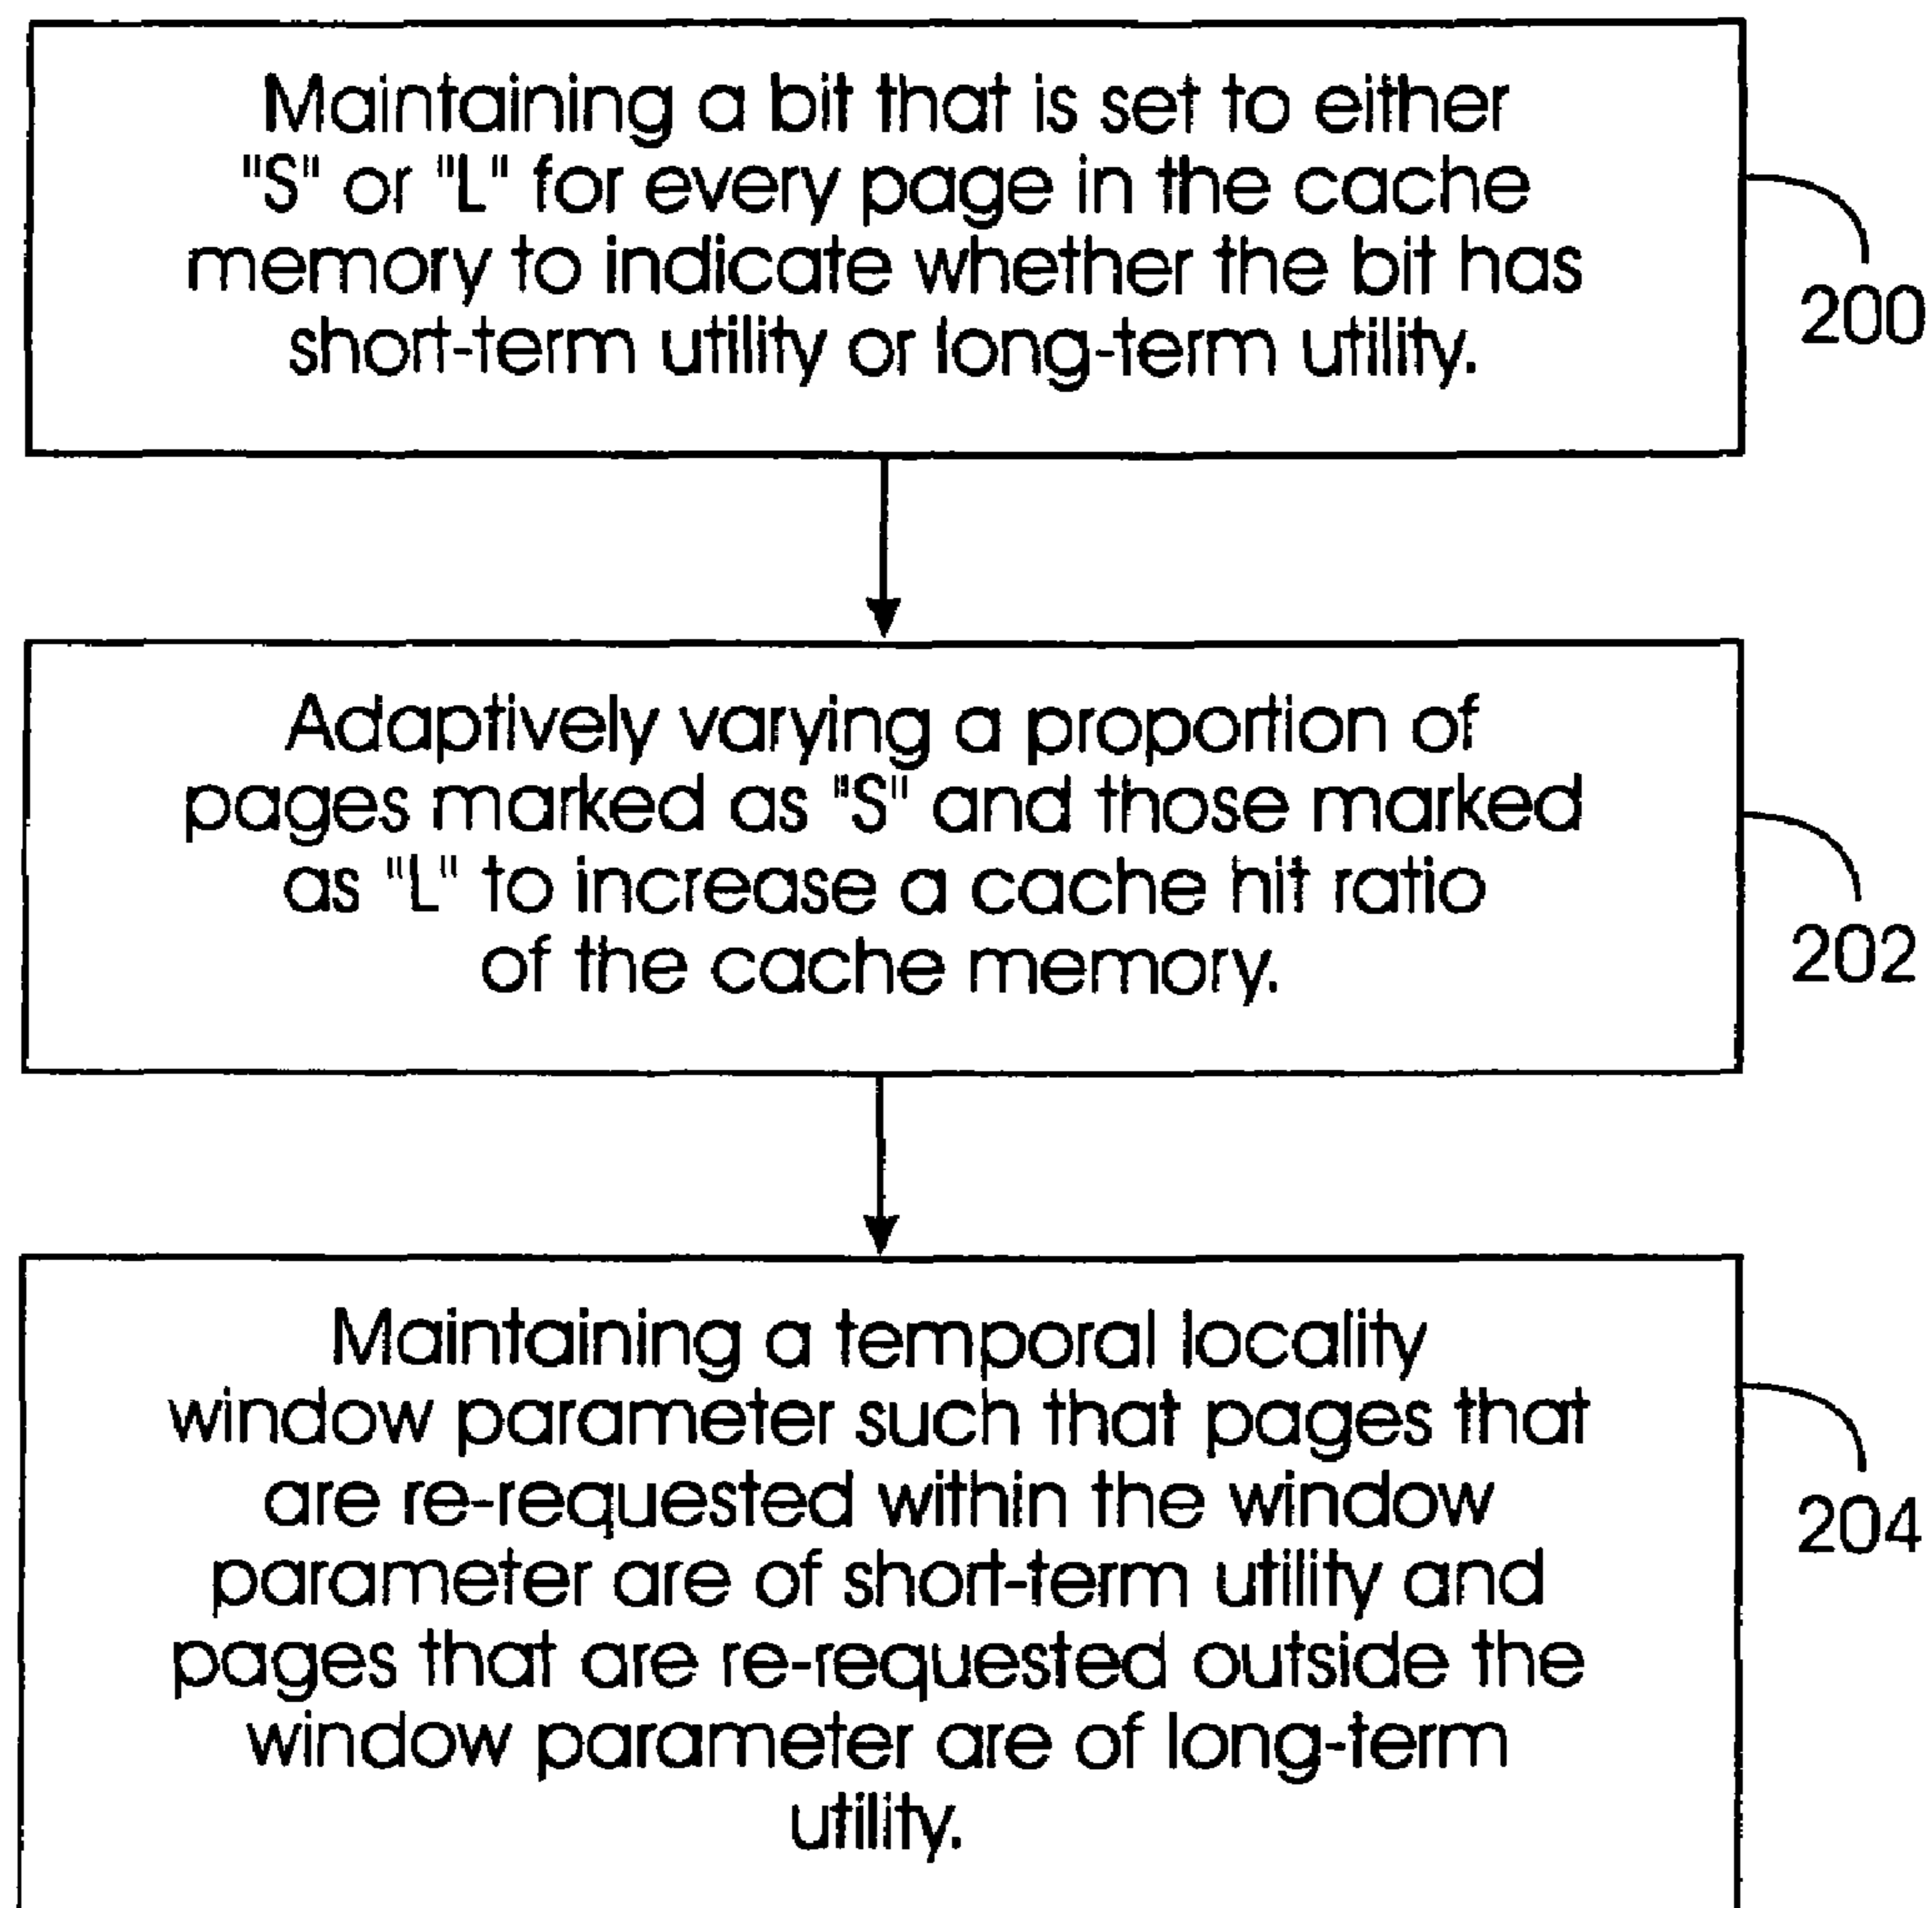 Maintaining a bit that is set to either
"S" or "L" for every page in the cache
memory to indicate whether the bit has
short-term utility or long-term utility.
200
Adaptively varying a proportion of
pages marked as "S" and those marked
as "L" to increase a cache hit ratio
of the cache memory.
202
Maintaining a temporal locality
window parameter such that pages that
are re-requested within the window
parameter are of short-term utility and
pages that are re-requested outside the
window parameter are of long-term
utility.
204